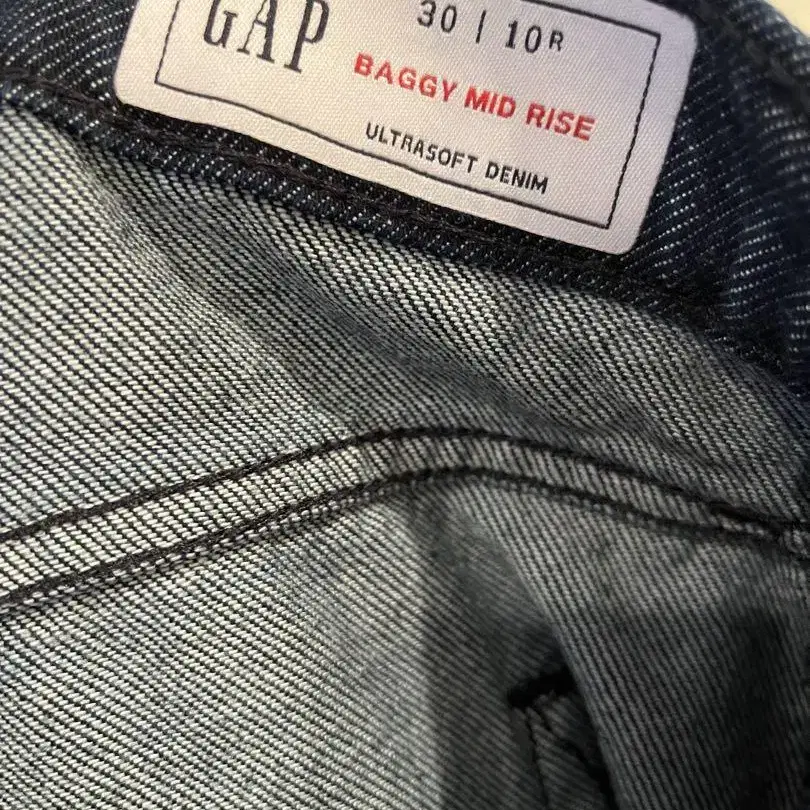 GAP
30 | 10R
BAGGY MID RISE
ULTRASOFT DENIM